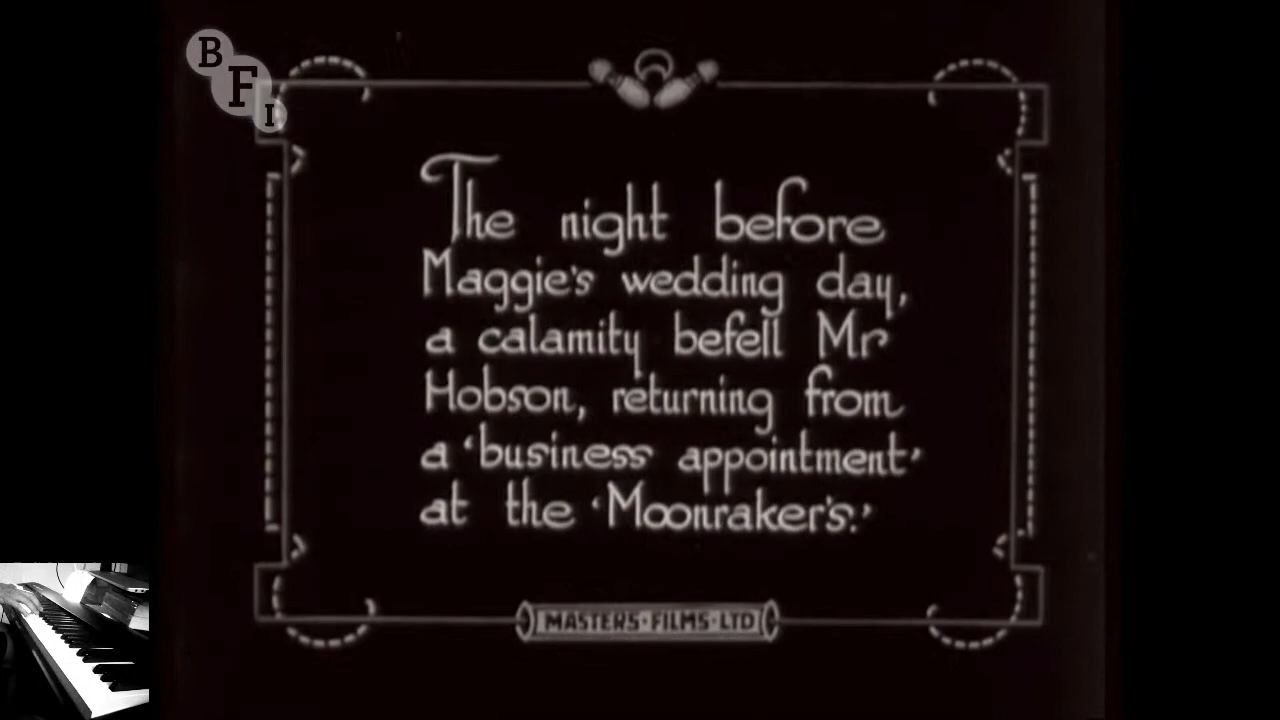 BFI
The night before
Maggie's wedding day,
a calamity befell Mr
Hobson, returning from
a 'business appointment'
at the 'Moonraker's.'
MASTERS·FILMS·LTD